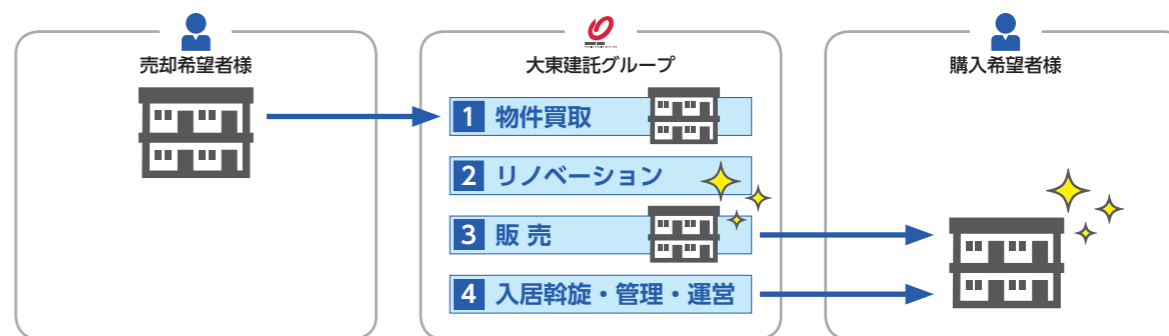 売却希望者様
大東建託グループ
購入希望者様
1 物件買取
2 リノベーション
3 販 売
4 入居斡旋・管理・運営